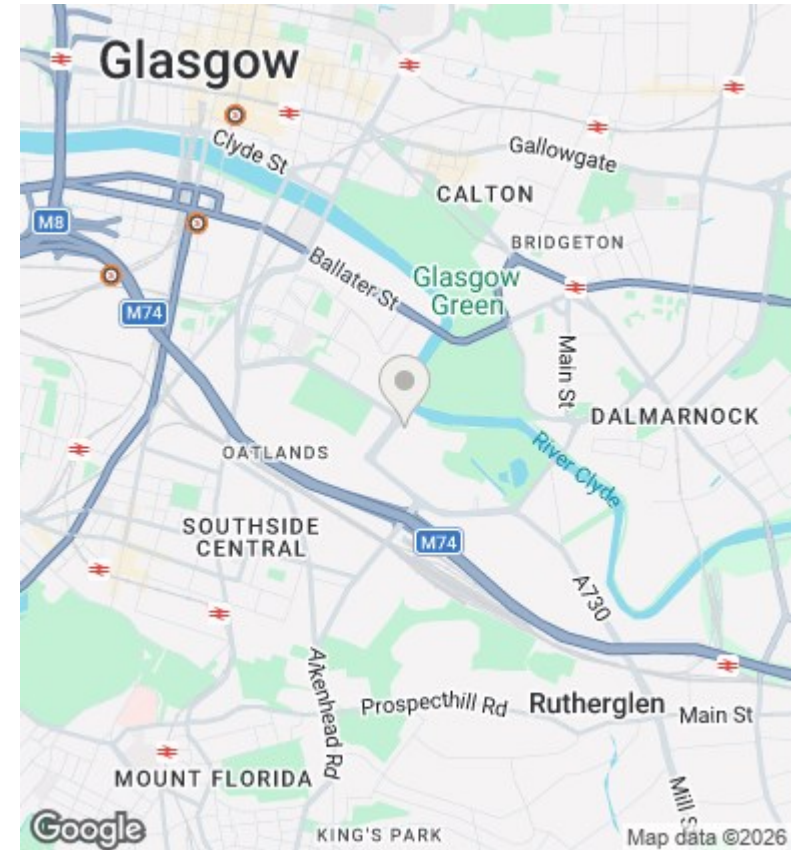 Glasgow
Clyde St
Gallowgate
CALTON
M8
BRIDGETON
Ballater St
Glasgow
Green
M74
Main St
DALMARNOCK
OATLANDS
River Clyde
SOUTHSIDE
CENTRAL
M74
A730
Aikenhead Rd
Prospecthill Rd
Rutherglen
Main St
MOUNT FLORIDA
Mill S
Google
KING'S PARK
Map data ©2026